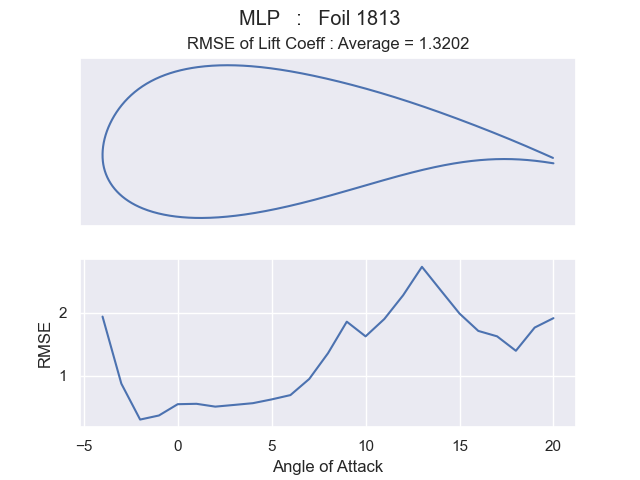 MLP : Foil 1813
RMSE of Lift Coeff : Average = 1.3202
2
1
RMSE
−5 0 5 10 15 20
Angle of Attack